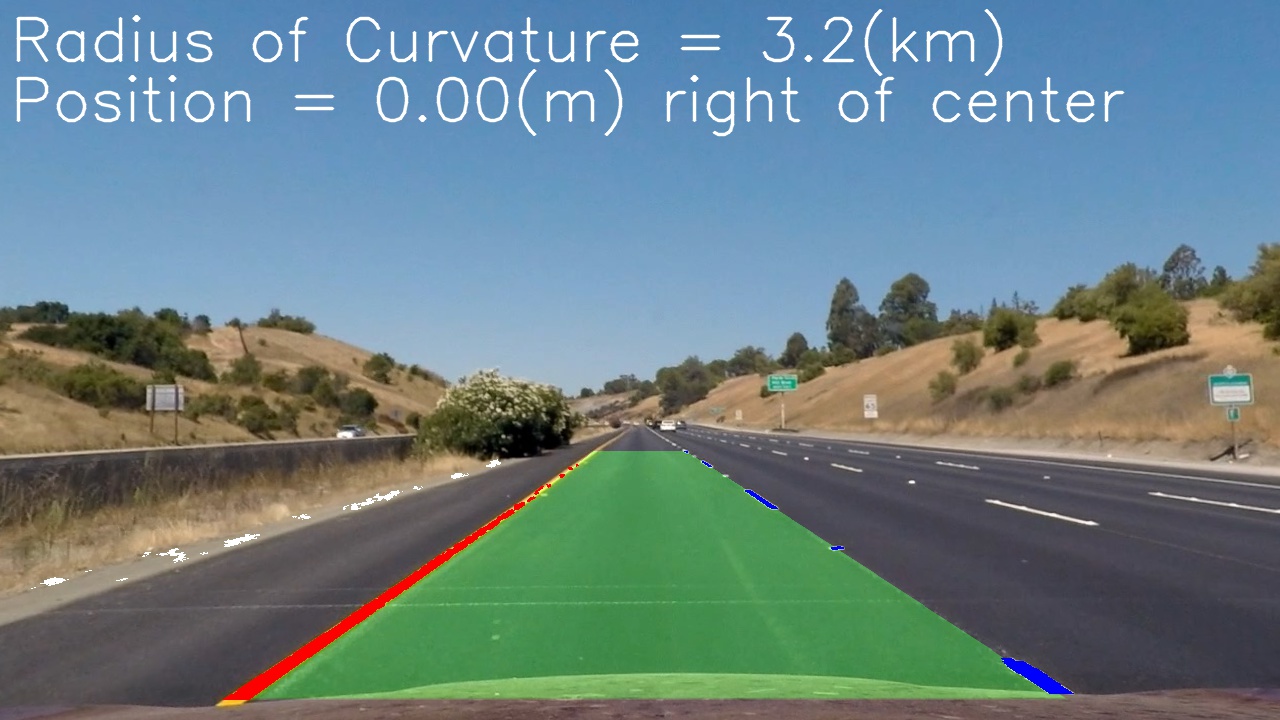 Radius of Curvature = 3.2(km)
Position = 0.00(m) right of center